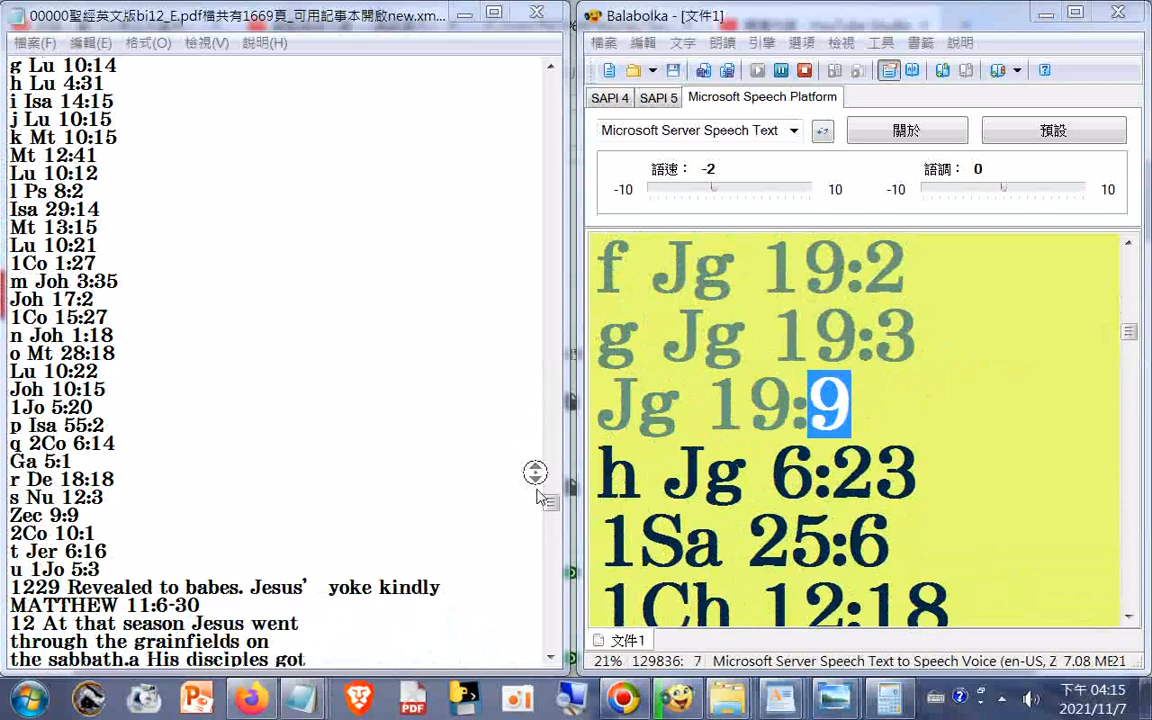 00000聖經英文版bi12_E.pdf檔共有1669頁_可用記事本開啟new.xm...
檔案(F) 編輯(E) 格式(O) 檢視(V) 說明(H)
g Lu 10:14
h Lu 4:31
i Isa 14:15
j Lu 10:15
k Mt 10:15
Mt 12:41
Lu 10:12
l Ps 8:2
Isa 29:14
Mt 13:15
Lu 10:21
1Co 1:27
m Joh 3:35
Joh 17:2
1Co 15:27
n Joh 1:18
o Mt 28:18
Lu 10:22
Joh 10:15
1Jo 5:20
p Isa 55:2
q 2Co 6:14
Ga 5:1
r De 18:18
s Nu 12:3
Zec 9:9
2Co 10:1
t Jer 6:16
u 1Jo 5:3
1229 Revealed to babes. Jesus’ yoke kindly
MATTHEW 11:6-30
12 At that season Jesus went
through the grainfields on
the sabbath.a His disciples got
Balabolka - [文件1]
檔案 編輯 文字 朗讀 引擎 選項 檢視 工具 書籤 說明
SAPI 4 SAPI 5 Microsoft Speech Platform
Microsoft Server Speech Text 關於 預設
語速： -2 語調： 0
-10 10 -10 10
f Jg 19:2
g Jg 19:3
Jg 19:9
h Jg 6:23
1Sa 25:6
1Ch 12:18
文件1
21% 129836: 7 Microsoft Server Speech Text to Speech Voice (en-US, Z 7.08 ME21
PDF
下午 04:15
2021/11/7